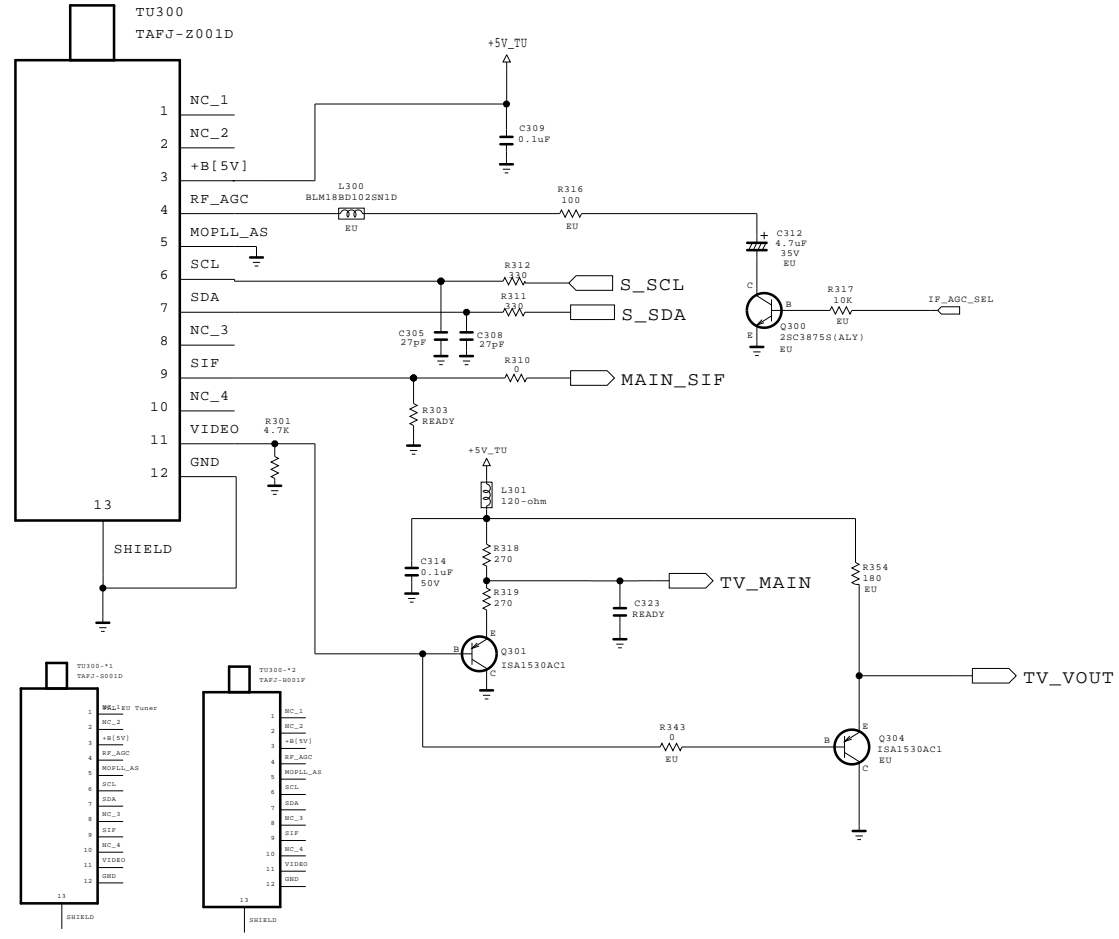 TU300
TAFJ-Z001D
1
NC_1
2
NC_2
3
+B[5V]
4
RF_AGC
5
MOPLL_AS
6
SCL
7
SDA
8
NC_3
9
SIF
10
NC_4
11
VIDEO
12
GND
13
SHIELD
+5V_TU
C309
0.1uF
L300
BLM18BD102SN1D
EU
R316
100
EU
C312
4.7uF
35V
EU
+
R312
330
S_SCL
R311
330
S_SDA
C305
27pF
C308
27pF
C
B
E
Q300
2SC3875S(ALY)
EU
R317
10K
EU
IF_AGC_SEL
R310
0
MAIN_SIF
R303
READY
R301
4.7K
+5V_TU
L301
120-ohm
C314
0.1uF
50V
R318
270
R319
270
TV_MAIN
C323
READY
R354
180
EU
E
B
C
Q301
ISA1530AC1
TV_VOUT
R343
0
EU
E
B
C
Q304
ISA1530AC1
EU
TU300-*1
TAFJ-S001D
EU Tuner
1
2
NC_2
3
+B[5V]
4
RF_AGC
5
MOPLL_AS
6
SCL
7
SDA
8
NC_3
9
SIF
10
NC_4
11
VIDEO
12
GND
13
SHIELD
TU300-*2
TAFJ-H001F
1
NC_1
2
NC_2
3
+B[5V]
4
RF_AGC
5
MOPLL_AS
6
SCL
7
SDA
8
NC_3
9
SIF
10
NC_4
11
VIDEO
12
GND
13
SHIELD